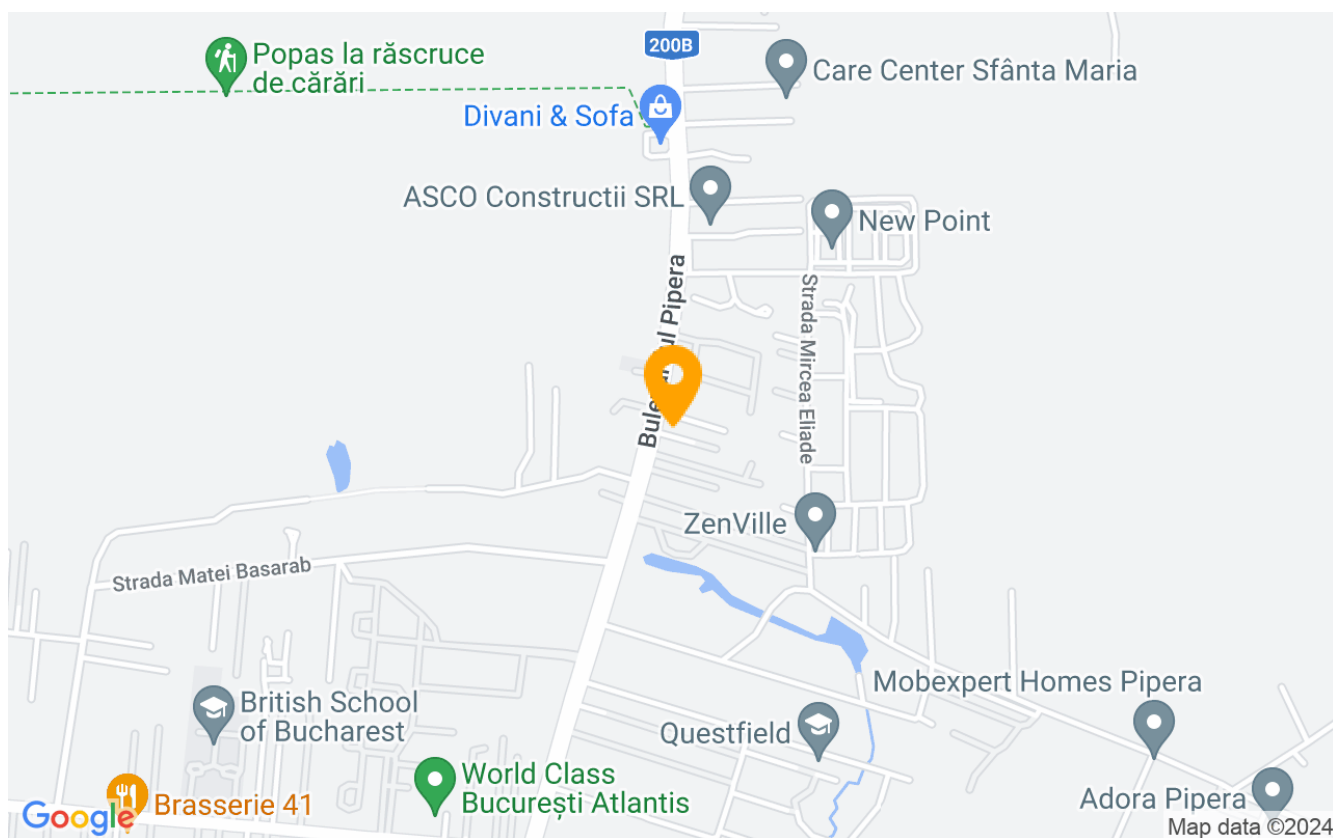 200B
Popas la răscruce
de cărări
Care Center Sfânta Maria
Divani & Sofa
ASCO Constructii SRL
New Point
Bulevardul Pipera
Strada Mircea Eliade
ZenVille
Strada Matei Basarab
Mobexpert Homes Pipera
British School
of Bucharest
Questfield
World Class
București Atlantis
Brasserie 41
Adora Pipera
Google
Map data ©2024